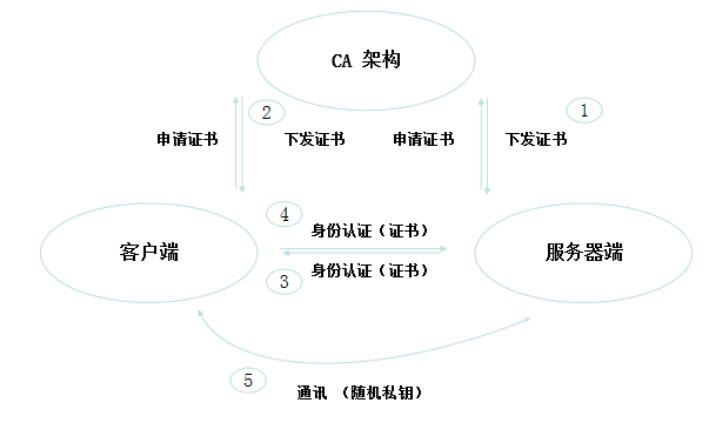 CA 架构
①
②
申请证书
下发证书
申请证书
下发证书
④
身份认证（证书）
客户端
服务器端
身份认证（证书）
③
⑤
通讯 （随机私钥）